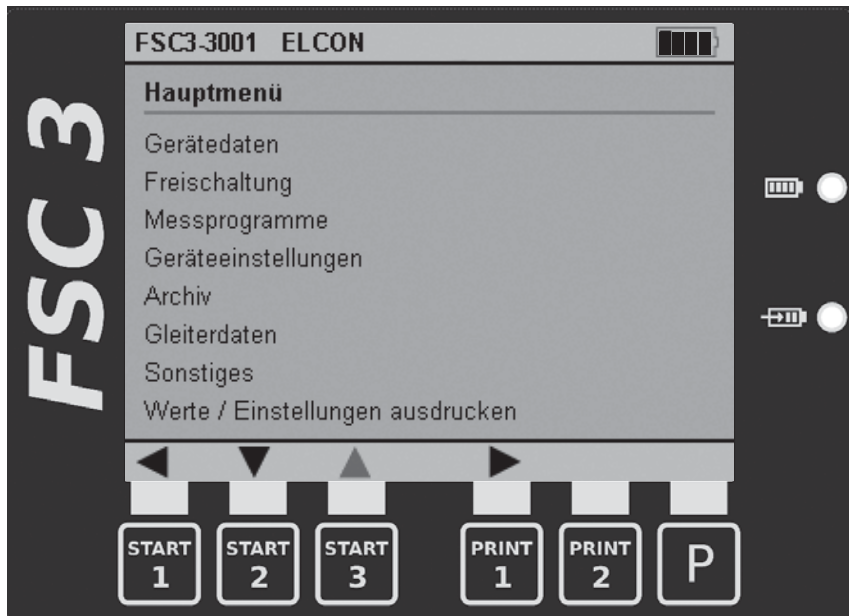 FSC 3
FSC3-3001 ELCON
Hauptmenü
Gerätedaten
Freischaltung
Messprogramme
Geräteeinstellungen
Archiv
Gleiterdaten
Sonstiges
Werte / Einstellungen ausdrucken
START 1
START 2
START 3
PRINT 1
PRINT 2
P